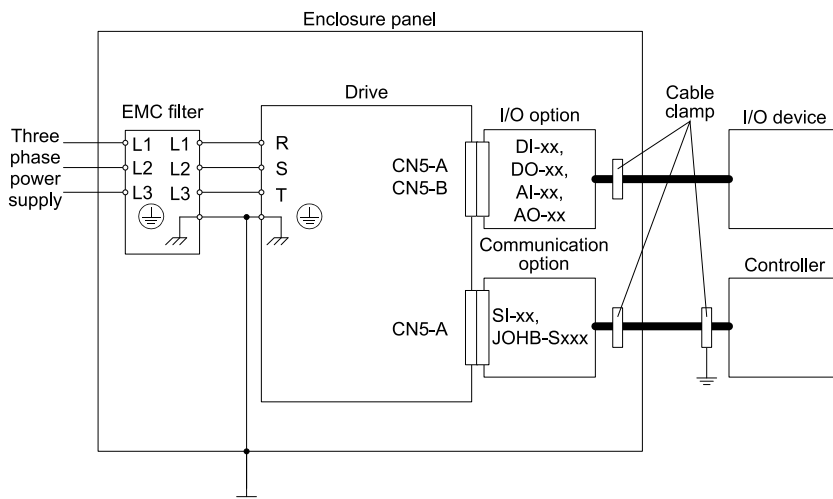 Enclosure panel
EMC filter
Drive
Three
phase
power
supply
L1 L1
L2 L2
L3 L3
R
S
T
CN5-A
CN5-B
I/O option
DI-xx,
DO-xx,
AI-xx,
AO-xx
Cable
clamp
I/O device
Communication
option
CN5-A
SI-xx,
JOHB-Sxxx
Controller